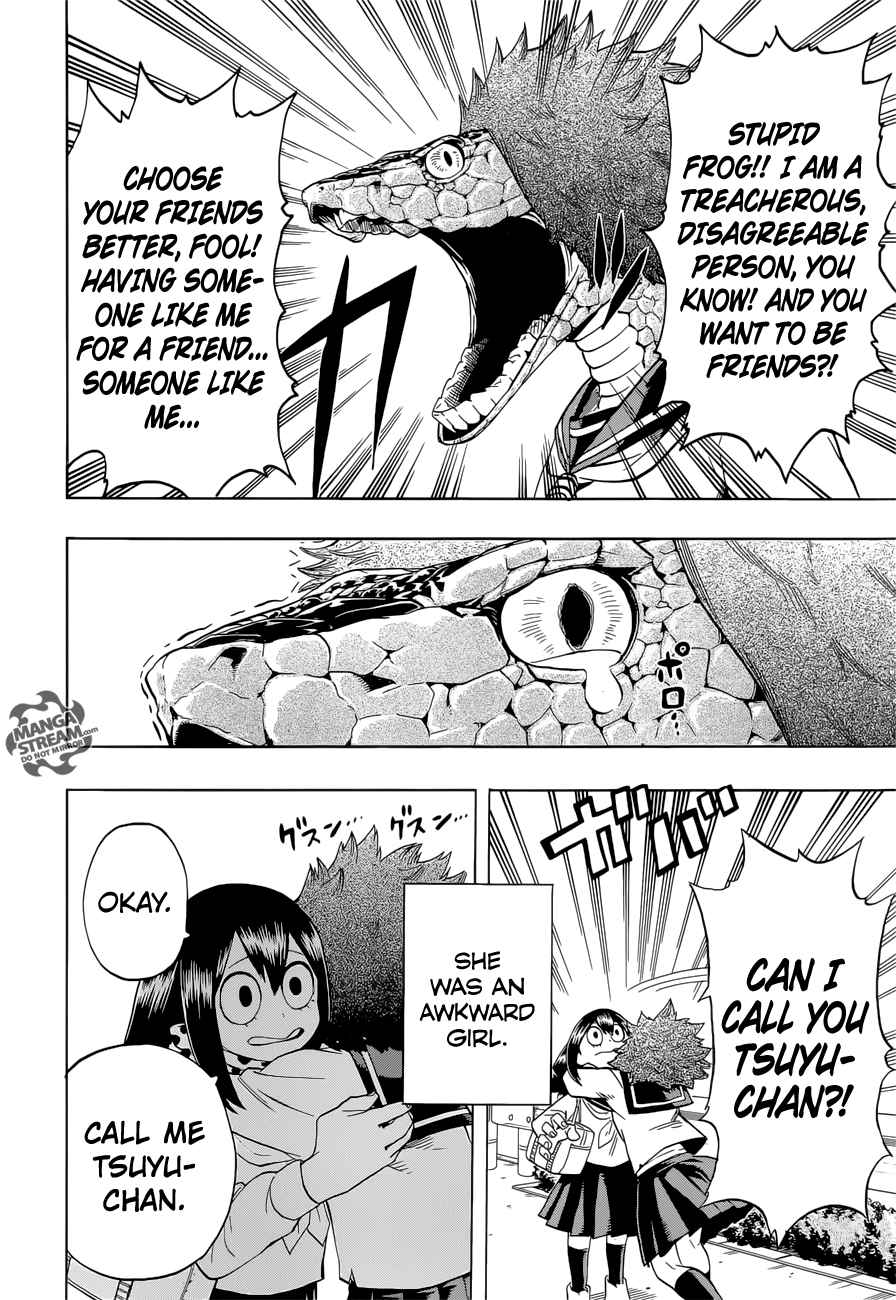 STUPID
FROG!! I AM A
TREACHEROUS,
DISAGREEABLE
PERSON, YOU
KNOW! AND YOU
WANT TO BE
FRIENDS?!
CHOOSE
YOUR FRIENDS
BETTER, FOOL!
HAVING SOME-
ONE LIKE ME
FOR A FRIEND...
SOMEONE LIKE
ME...
カ
ポロ…
MANGA
STREAM.com
DO NOT MIRROR
ガバッ
CAN I
CALL YOU
TSUYU-
CHAN?!
SHE
WAS AN
AWKWARD
GIRL.
グスン… グスン…
OKAY.
CALL ME
TSUYU-
CHAN.